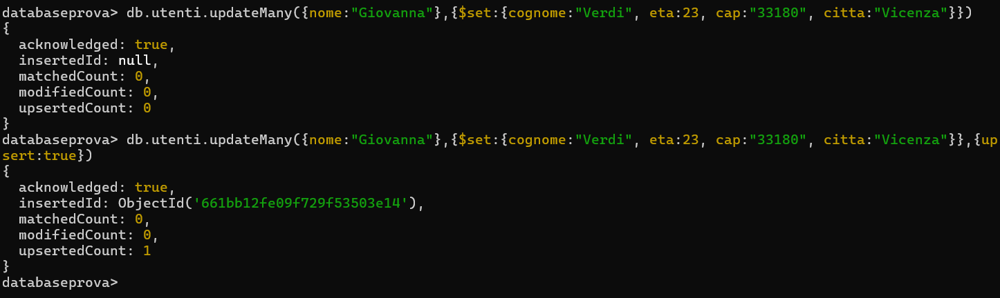 databaseprova> db.utenti.updateMany({nome:"Giovanna"},{$set:{cognome:"Verdi", eta:23, cap:"33180", citta:"Vicenza"}})
{
  acknowledged: true,
  insertedId: null,
  matchedCount: 0,
  modifiedCount: 0,
  upsertedCount: 0
}
databaseprova> db.utenti.updateMany({nome:"Giovanna"},{$set:{cognome:"Verdi", eta:23, cap:"33180", citta:"Vicenza"}},{up
sert:true})
{
  acknowledged: true,
  insertedId: ObjectId('661bb12fe09f729f53503e14'),
  matchedCount: 0,
  modifiedCount: 0,
  upsertedCount: 1
}
databaseprova>